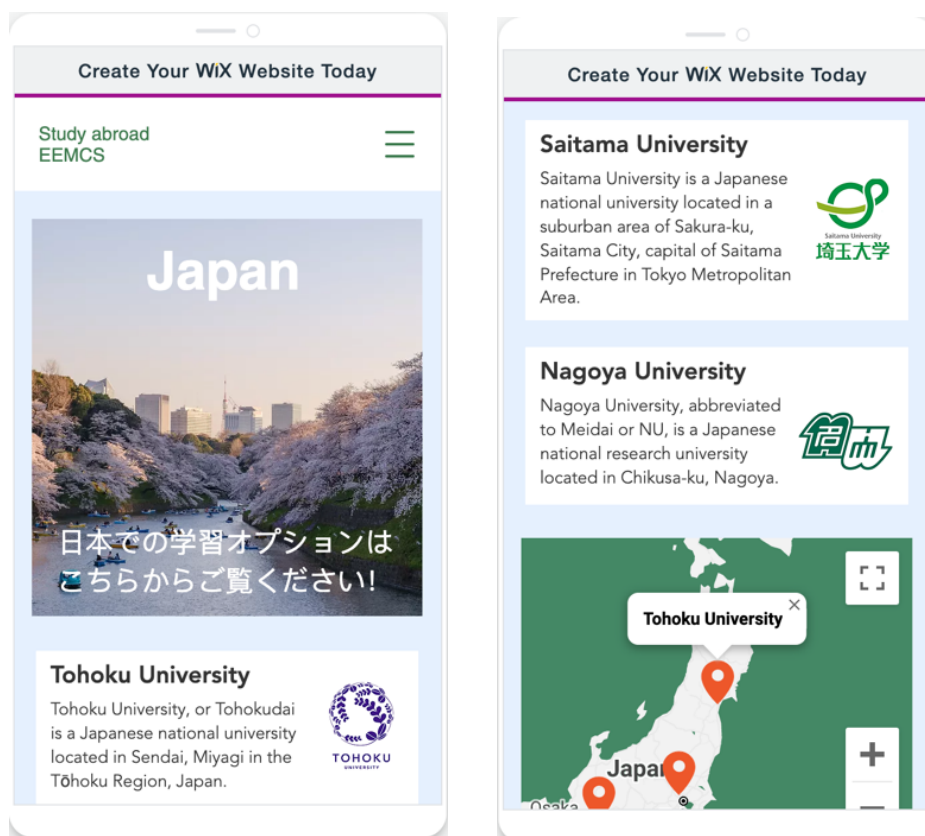 Create Your WiX Website Today
Study abroad
EEMCS
Japan
日本での学習オプションは
こちらからご覧ください!
Tohoku University
Tohoku University, or Tohokudai
is a Japanese national university
located in Sendai, Miyagi in the
Tōhoku Region, Japan.
TOHOKU
UNIVERSITY
Create Your WiX Website Today
Saitama University
Saitama University is a Japanese
national university located in a
suburban area of Sakura-ku,
Saitama City, capital of Saitama
Prefecture in Tokyo Metropolitan
Area.
Saitama University
埼玉大学
Nagoya University
Nagoya University, abbreviated
to Meidai or NU, is a Japanese
national research university
located in Chikusa-ku, Nagoya.
Tohoku University
Japa
Osaka